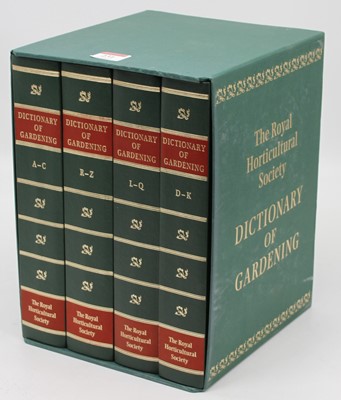 DICTIONARY
OF
GARDENING
A–C
The Royal
Horticultural
Society
DICTIONARY
OF
GARDENING
R–Z
The Royal
Horticultural
Society
DICTIONARY
OF
GARDENING
L–Q
The Royal
Horticultural
Society
DICTIONARY
OF
GARDENING
D–K
The Royal
Horticultural
Society
The Royal
Horticultural
Society
DICTIONARY
OF
GARDENING